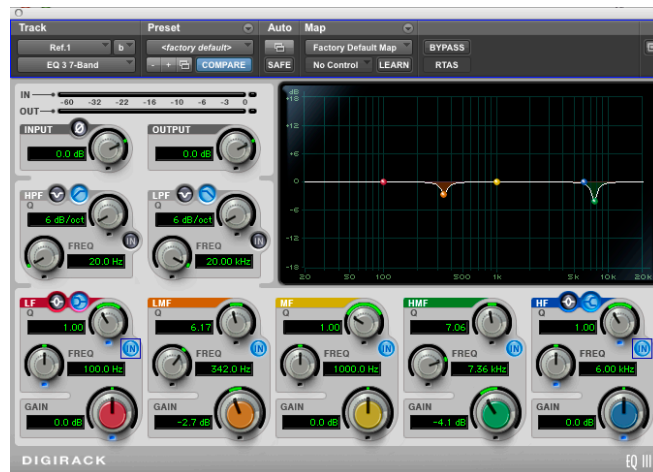 Track Preset Auto Map
Ref.1 b <factory default> Factory Default Map BYPASS
EQ 3 7-Band - + COMPARE SAFE No Control LEARN RTAS
IN
-60 -32 -22 -16 -10 -6 -3 0
OUT
INPUT Ø OUTPUT
0.0 dB 0.0 dB
HPF LPF
Q Q
6 dB/oct 6 dB/oct
IN IN
FREQ FREQ
20.0 Hz 20.00 kHz
dB
+18
+12
+6
0
-6
-12
-18
20 50 100 500 1k 5k 10k 20k
LF LMF MF HMF HF
Q Q Q Q Q
1.00 6.17 1.00 7.06 1.00
IN IN IN IN IN
FREQ FREQ FREQ FREQ FREQ
100.0 Hz 342.0 Hz 1000.0 Hz 7.36 kHz 6.00 kHz
GAIN GAIN GAIN GAIN GAIN
0.0 dB -2.7 dB 0.0 dB -4.1 dB 0.0 dB
DIGIRACK EQ III